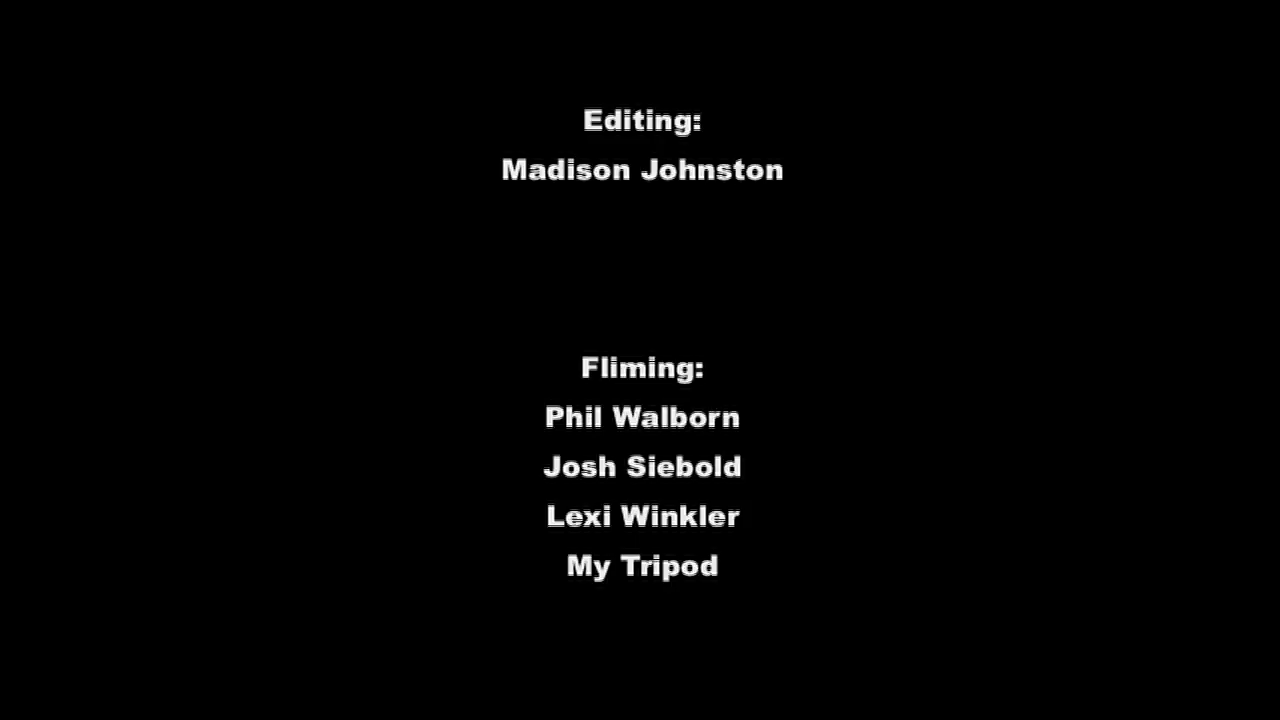 Editing:
Madison Johnston
Fliming:
Phil Walborn
Josh Siebold
Lexi Winkler
My Tripod